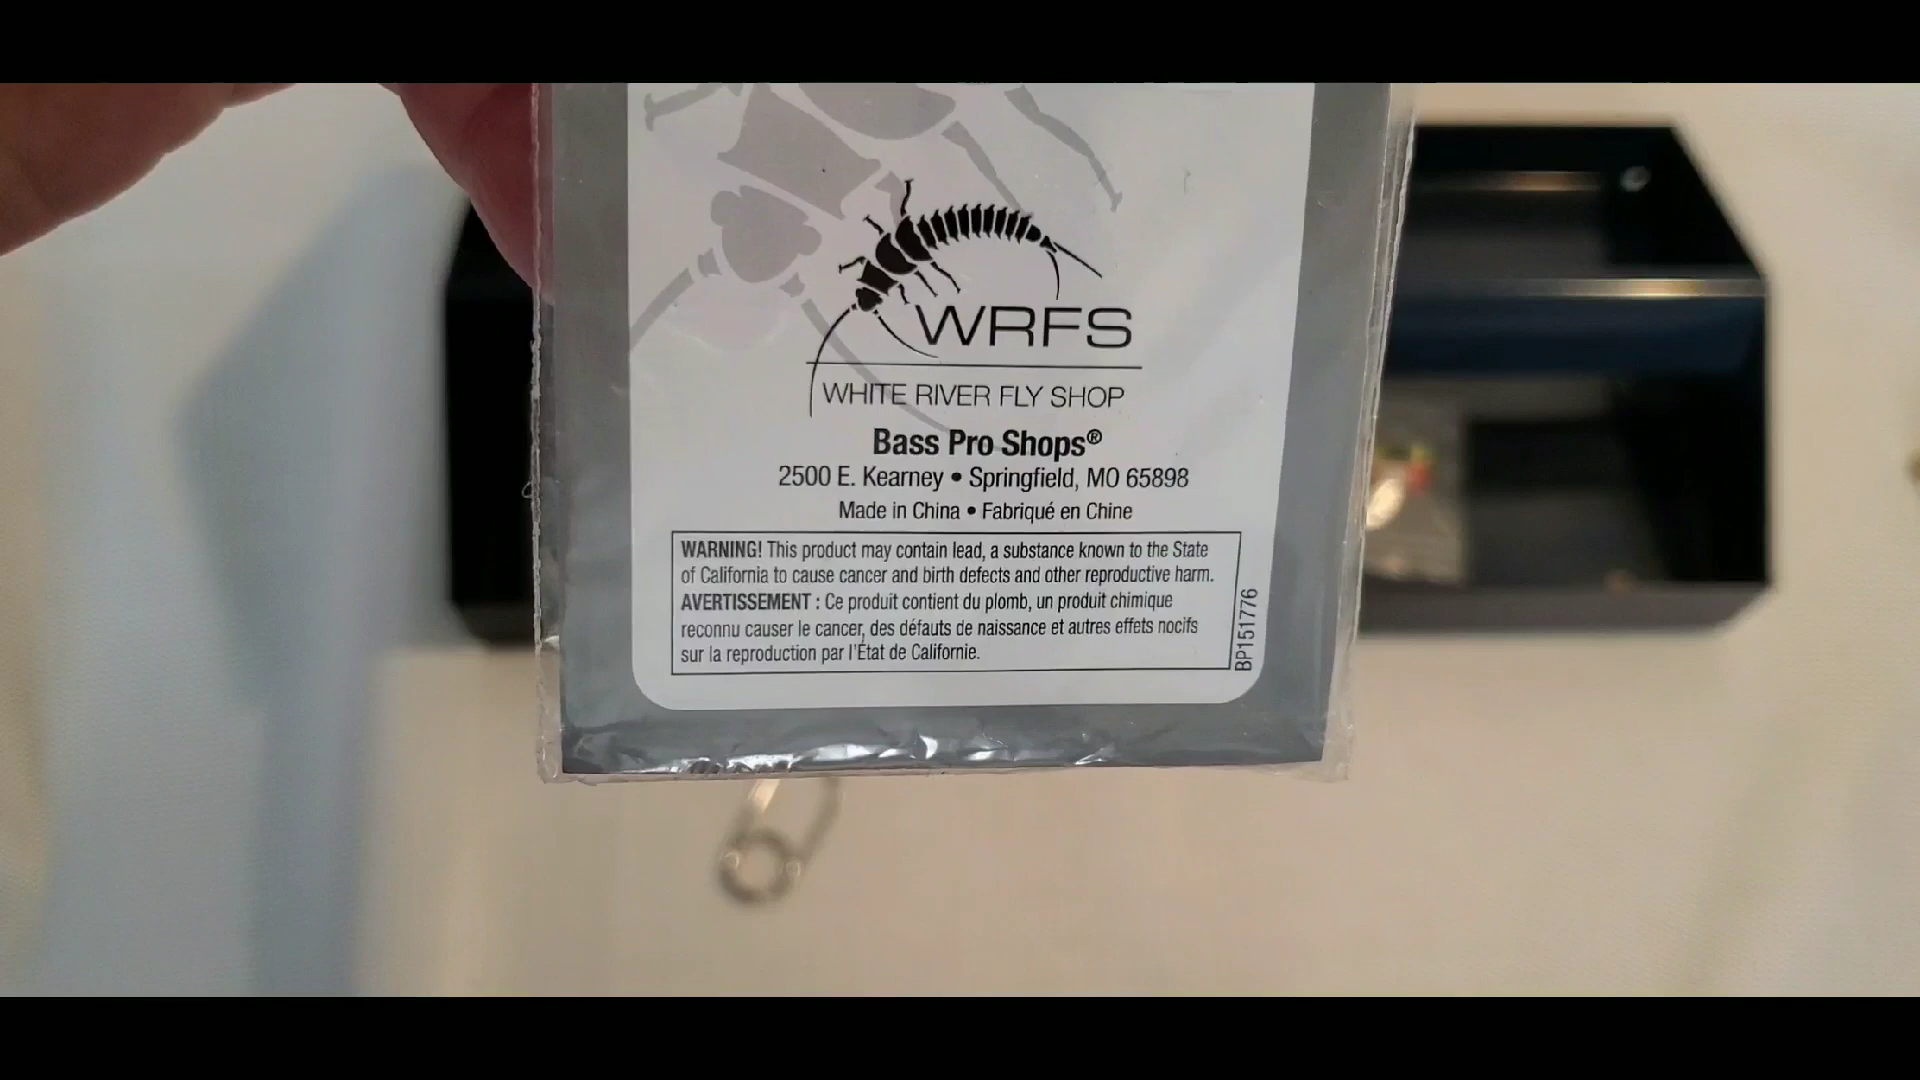 WRFS
WHITE RIVER FLY SHOP
Bass Pro Shops®
2500 E. Kearney • Springfield, MO 65898
Made in China • Fabriqué en Chine
WARNING! This product may contain lead, a substance known to the State
of California to cause cancer and birth defects and other reproductive harm.
AVERTISSEMENT : Ce produit contient du plomb, un produit chimique
reconnu causer le cancer, des défauts de naissance et autres effets nocifs
sur la reproduction par l'État de Californie.
BP151776